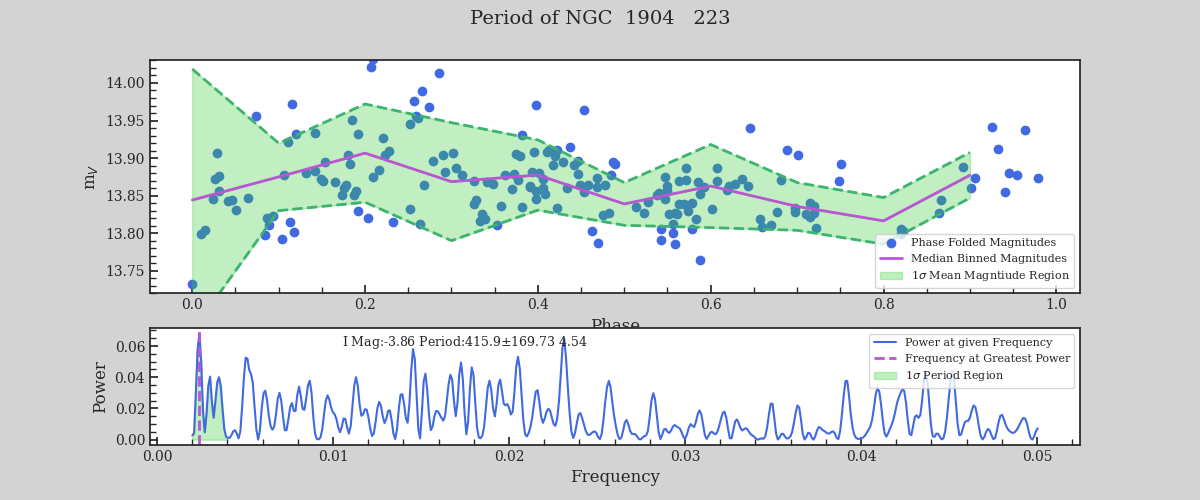 Period of NGC 1904 223
14.00
13.95
13.90
13.85
13.80
13.75
m_V
0.0 0.2 0.4 0.6 0.8 1.0
Phase
Phase Folded Magnitudes
Median Binned Magnitudes
1σ Mean Magntiude Region
I Mag:-3.86 Period:415.9±169.73 4.54
0.06
0.04
0.02
0.00
Power
Power at given Frequency
Frequency at Greatest Power
1σ Period Region
0.00 0.01 0.02 0.03 0.04 0.05
Frequency